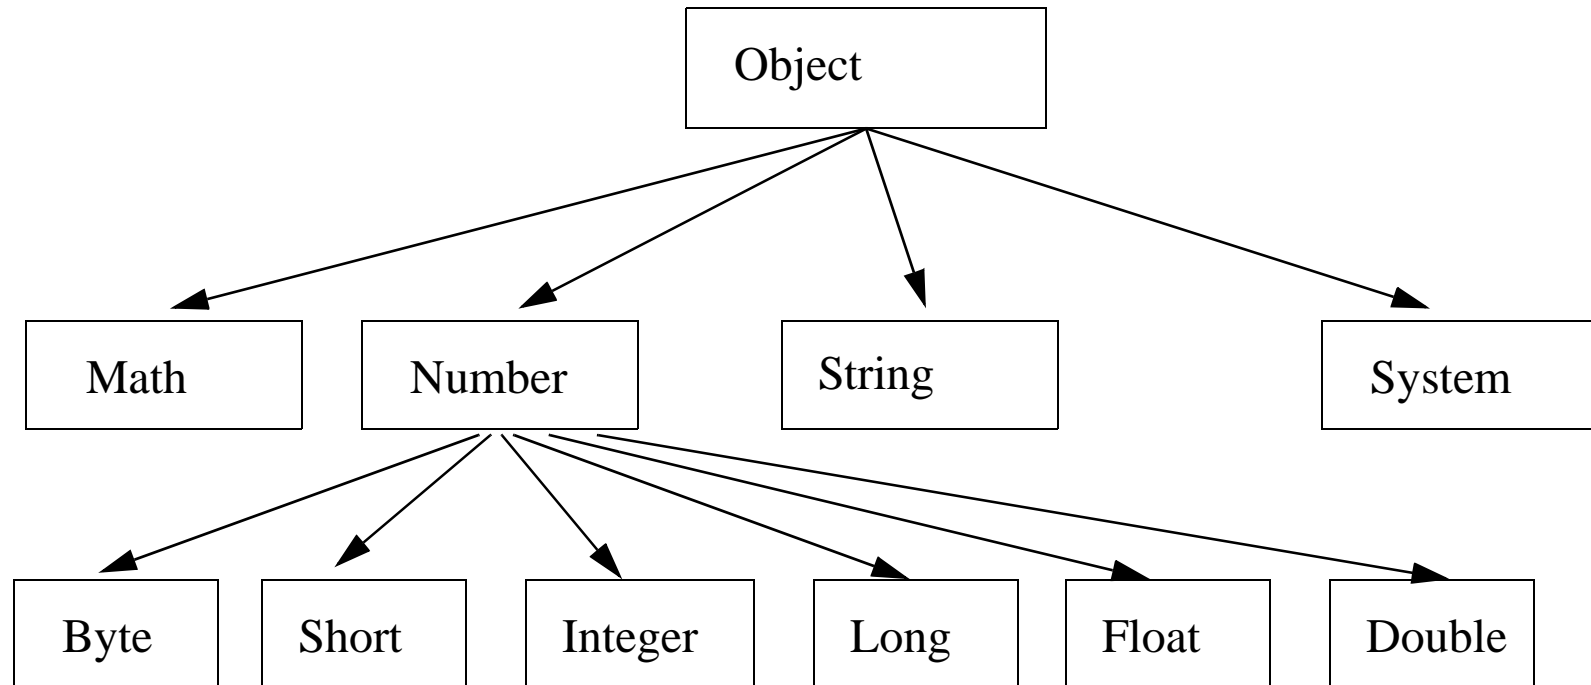 Object
Math
Number
String
System
Byte
Short
Integer
Long
Float
Double